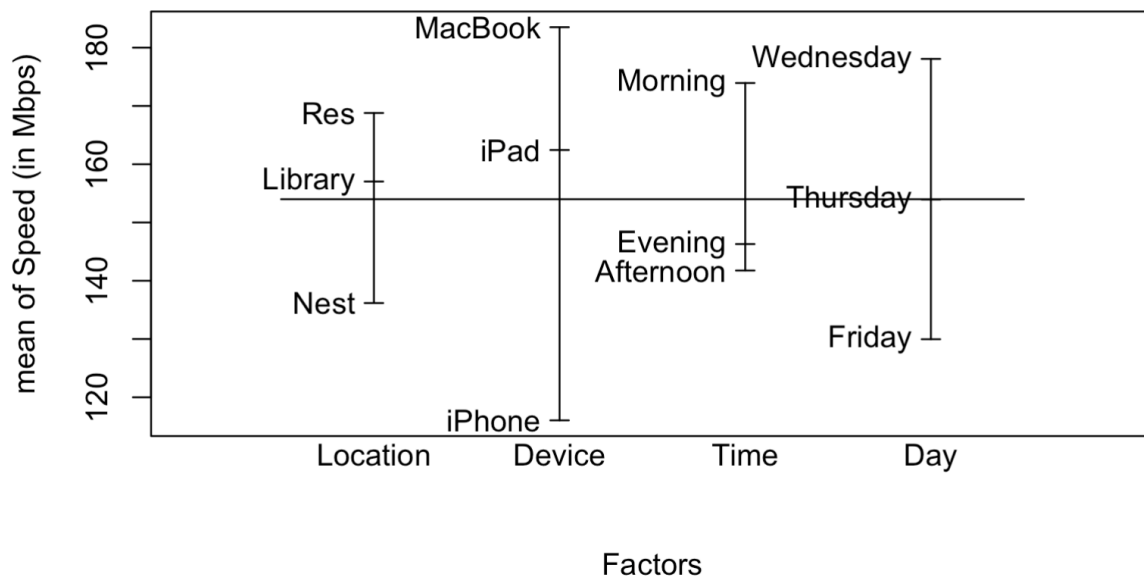 mean of Speed (in Mbps)
180
160
140
120
MacBook
Wednesday
Morning
Res
iPad
Library
Thursday
Evening
Afternoon
Nest
Friday
iPhone
Location Device Time Day
Factors